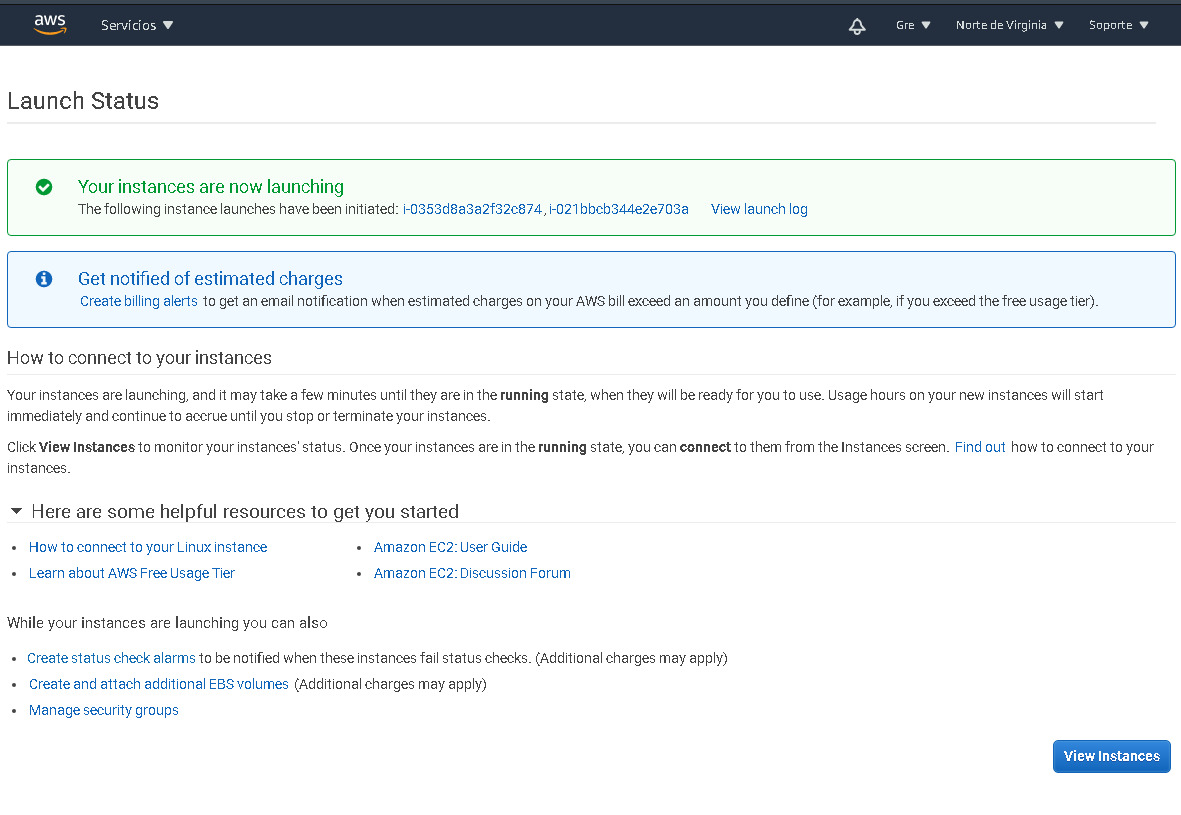 aws Servicios Gre Norte de Virginia Soporte
Launch Status
Your instances are now launching
The following instance launches have been initiated: i-0353d8a3a2f32c874, i-021bbcb344e2e703a View launch log
Get notified of estimated charges
Create billing alerts to get an email notification when estimated charges on your AWS bill exceed an amount you define (for example, if you exceed the free usage tier).
How to connect to your instances
Your instances are launching, and it may take a few minutes until they are in the running state, when they will be ready for you to use. Usage hours on your new instances will start
immediately and continue to accrue until you stop or terminate your instances.
Click View Instances to monitor your instances' status. Once your instances are in the running state, you can connect to them from the Instances screen. Find out how to connect to your
instances.
Here are some helpful resources to get you started
• How to connect to your Linux instance • Amazon EC2: User Guide
• Learn about AWS Free Usage Tier • Amazon EC2: Discussion Forum
While your instances are launching you can also
• Create status check alarms to be notified when these instances fail status checks. (Additional charges may apply)
• Create and attach additional EBS volumes (Additional charges may apply)
• Manage security groups
View Instances